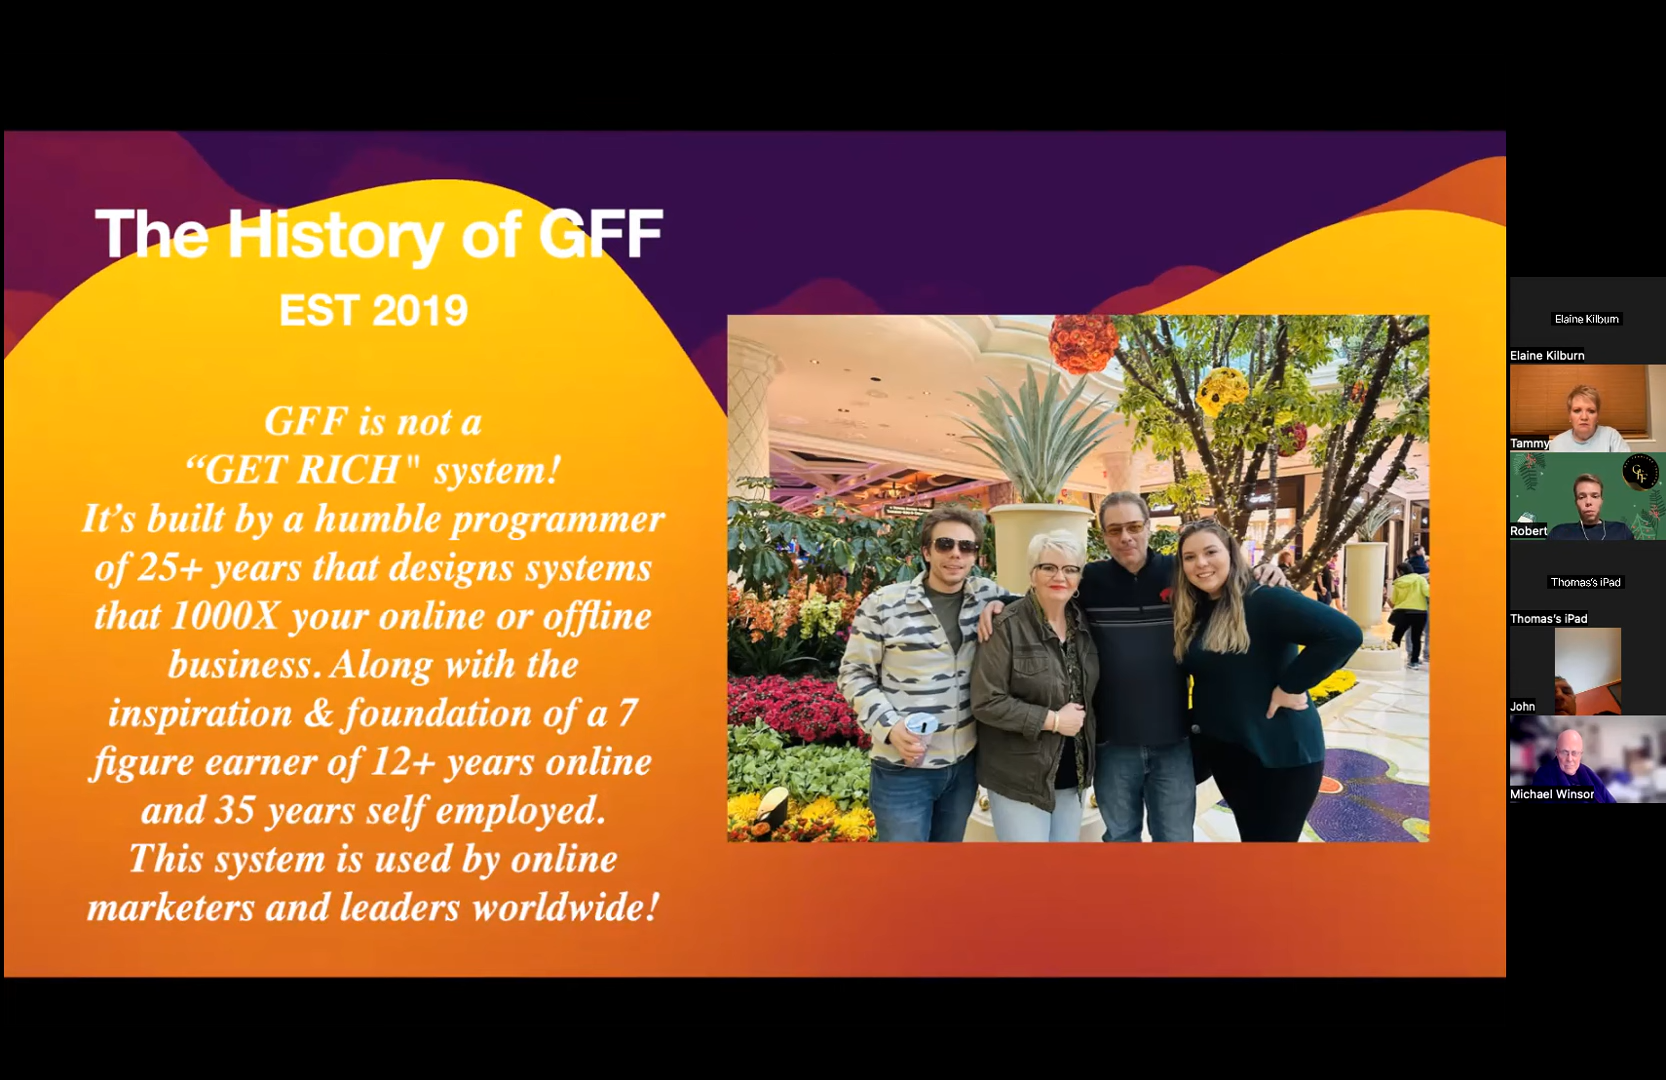 The History of GFF
EST 2019
GFF is not a
“GET RICH" system!
It’s built by a humble programmer
of 25+ years that designs systems
that 1000X your online or offline
business. Along with the
inspiration & foundation of a 7
figure earner of 12+ years online
and 35 years self employed.
This system is used by online
marketers and leaders worldwide!
Elaine Kilburn
Elaine Kilburn
Tammy
GFF
Robert
Thomas’s iPad
Thomas’s iPad
John
Michael Winsor